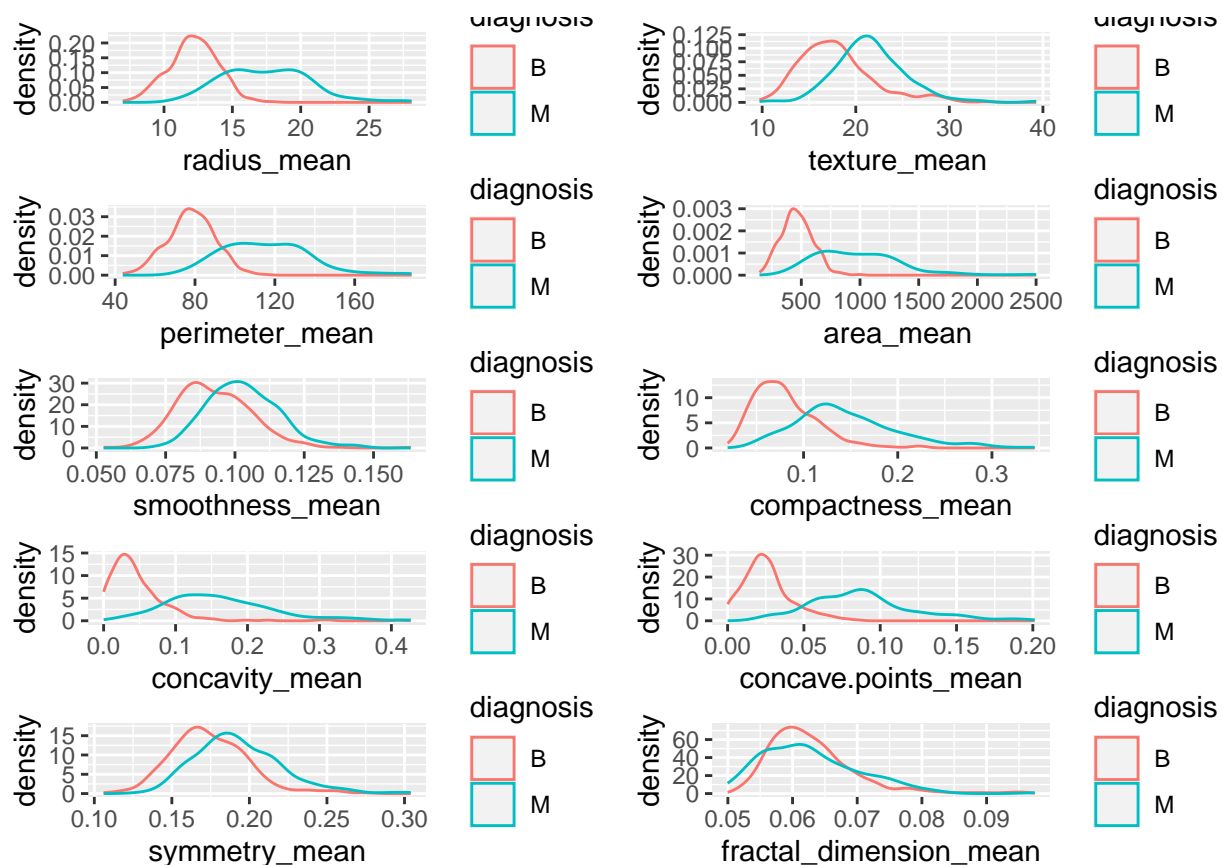 density
0.20
0.15
0.10
0.05
0.00
10 15 20 25
radius_mean
diagnosis
B
M
density
0.125
0.100
0.075
0.050
0.025
0.000
10 20 30 40
texture_mean
diagnosis
B
M
density
0.03
0.02
0.01
0.00
40 80 120 160
perimeter_mean
diagnosis
B
M
density
0.003
0.002
0.001
0.000
500 1000 1500 2000 2500
area_mean
diagnosis
B
M
density
30
20
10
0
0.050 0.075 0.100 0.125 0.150
smoothness_mean
diagnosis
B
M
density
10
5
0
0.1 0.2 0.3
compactness_mean
diagnosis
B
M
density
15
10
5
0
0.0 0.1 0.2 0.3 0.4
concavity_mean
diagnosis
B
M
density
30
20
10
0
0.00 0.05 0.10 0.15 0.20
concave.points_mean
diagnosis
B
M
density
15
10
5
0
0.10 0.15 0.20 0.25 0.30
symmetry_mean
diagnosis
B
M
density
60
40
20
0
0.05 0.06 0.07 0.08 0.09
fractal_dimension_mean
diagnosis
B
M